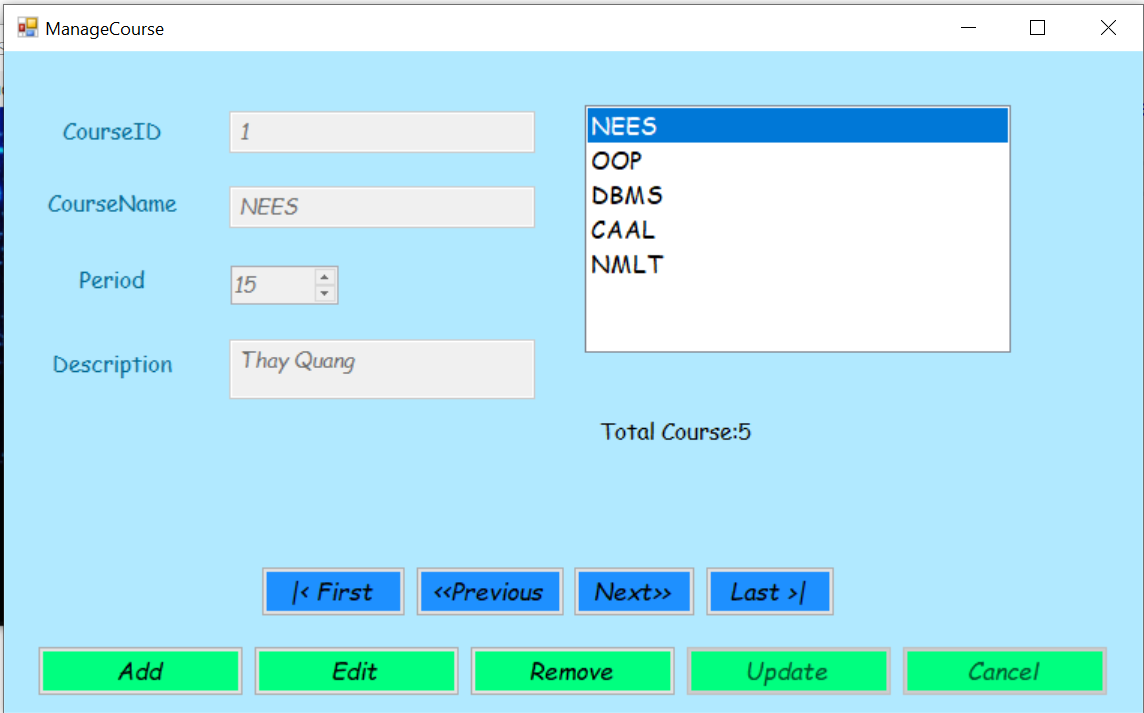 ManageCourse
CourseID
1
CourseName
NEES
Period
15
Description
Thay Quang
NEES
OOP
DBMS
CAAL
NMLT
Total Course:5
|< First
<<Previous
Next>>
Last >|
Add
Edit
Remove
Update
Cancel